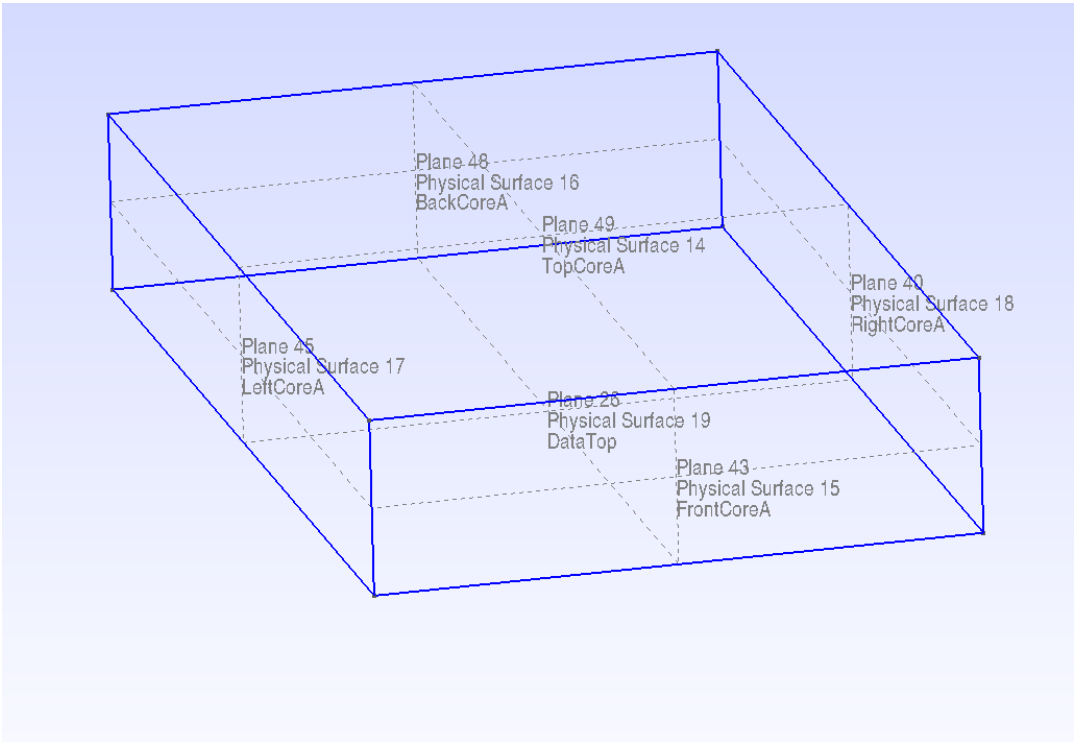 Plane 48
Physical Surface 16
BackCoreA
Plane 49
Physical Surface 14
TopCoreA
Plane 40
Physical Surface 18
RightCoreA
Plane 45
Physical Surface 17
LeftCoreA
Plane 26
Physical Surface 19
DataTop
Plane 43
Physical Surface 15
FrontCoreA